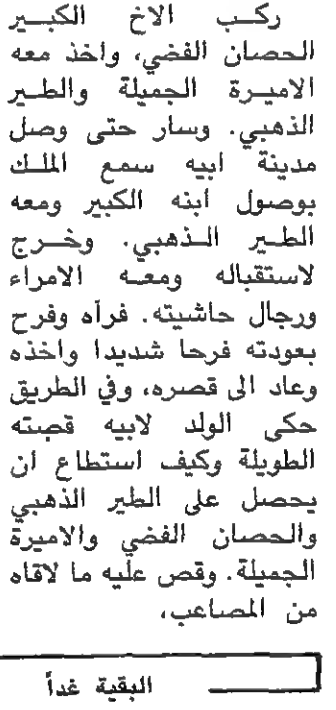 ركب الاخ الكبير
الحصان الفضي، واخذ معه
الاميرة الجميلة والطير
الذهبي. وسار حتى وصل
مدينة ابيه سمع الملك
بوصول ابنه الكبير ومعه
الطير الذهبي. وخرج
لاستقباله ومعه الامراء
ورجال حاشيته. فرآه وفرح
بعودته فرحا شديدا واخذه
وعاد الى قصره، وفي الطريق
حكى الولد لابيه قصته
الطويلة وكيف استطاع ان
يحصل على الطير الذهبي
والحصان الفضي والاميرة
الجميلة. وقص عليه ما لاقاه
من المصاعب،
البقية غداً